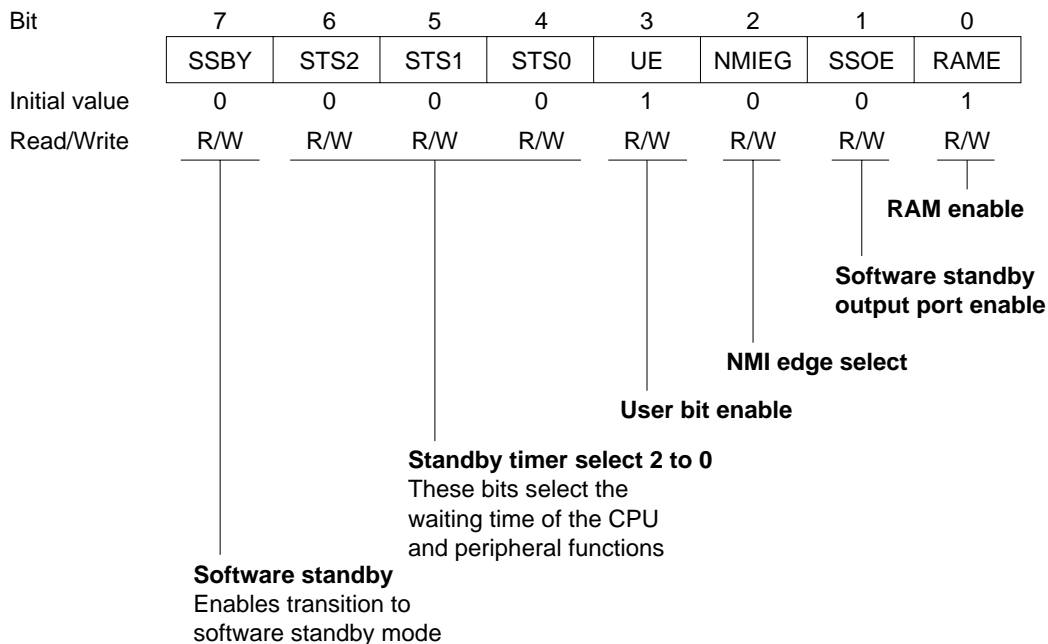 Bit 7 6 5 4 3 2 1 0
SSBY STS2 STS1 STS0 UE NMIEG SSOE RAME
Initial value 0 0 0 0 1 0 0 1
Read/Write R/W R/W R/W R/W R/W R/W R/W R/W
RAM enable
Software standby
output port enable
NMI edge select
User bit enable
Standby timer select 2 to 0
These bits select the
waiting time of the CPU
and peripheral functions
Software standby
Enables transition to
software standby mode